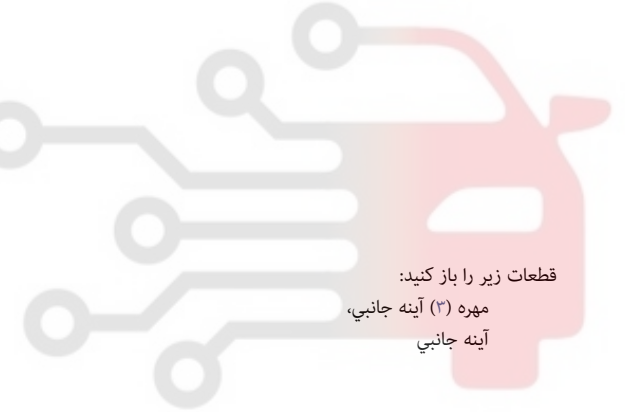 قطعات زیر را باز کنید:
مهره (۳) آینه جانبي،
آینه جانبي